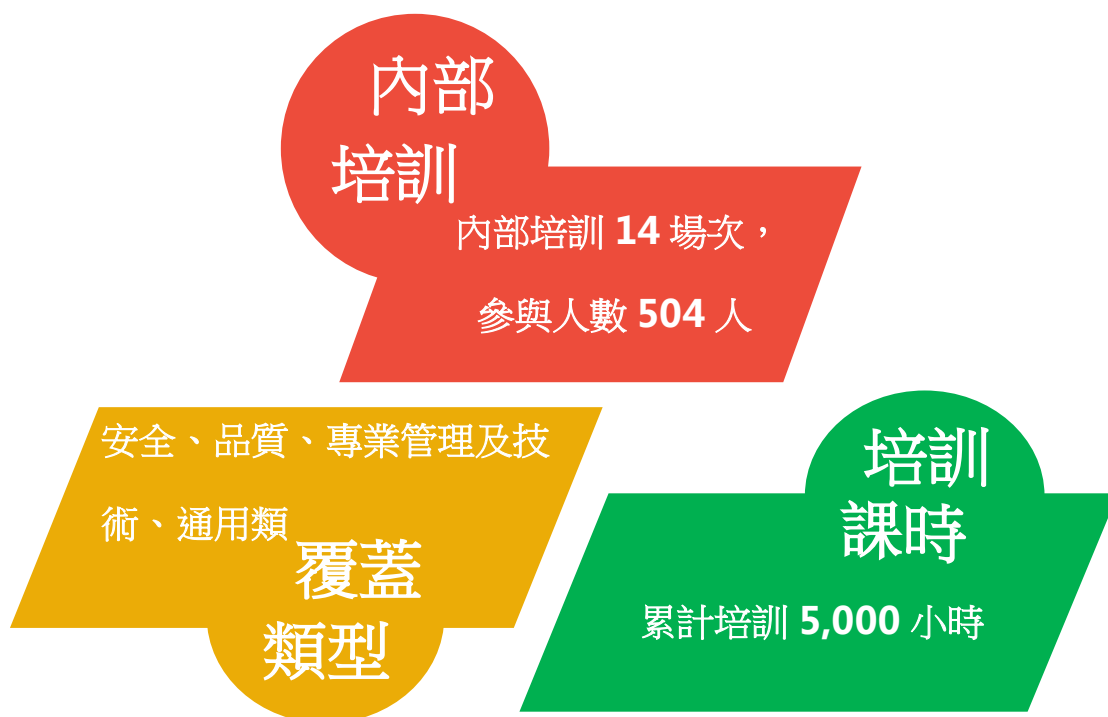 內部
培訓
內部培訓 14 場次，
參與人數 504 人
安全、品質、專業管理及技
術、通用類
覆蓋
類型
培訓
課時
累計培訓 5,000 小時